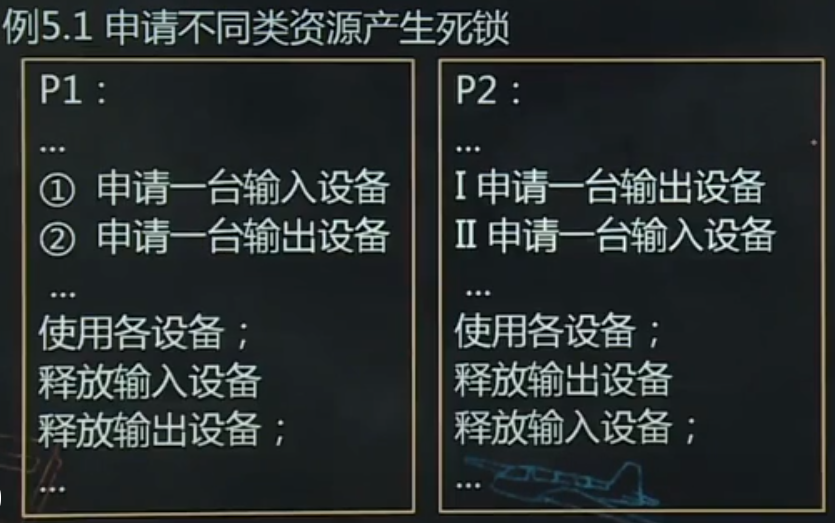 例5.1 申请不同类资源产生死锁
P1：
...
① 申请一台输入设备
② 申请一台输出设备
...
使用各设备；
释放输入设备
释放输出设备；
...
P2：
...
I 申请一台输出设备
II 申请一台输入设备
...
使用各设备；
释放输出设备
释放输入设备；
...